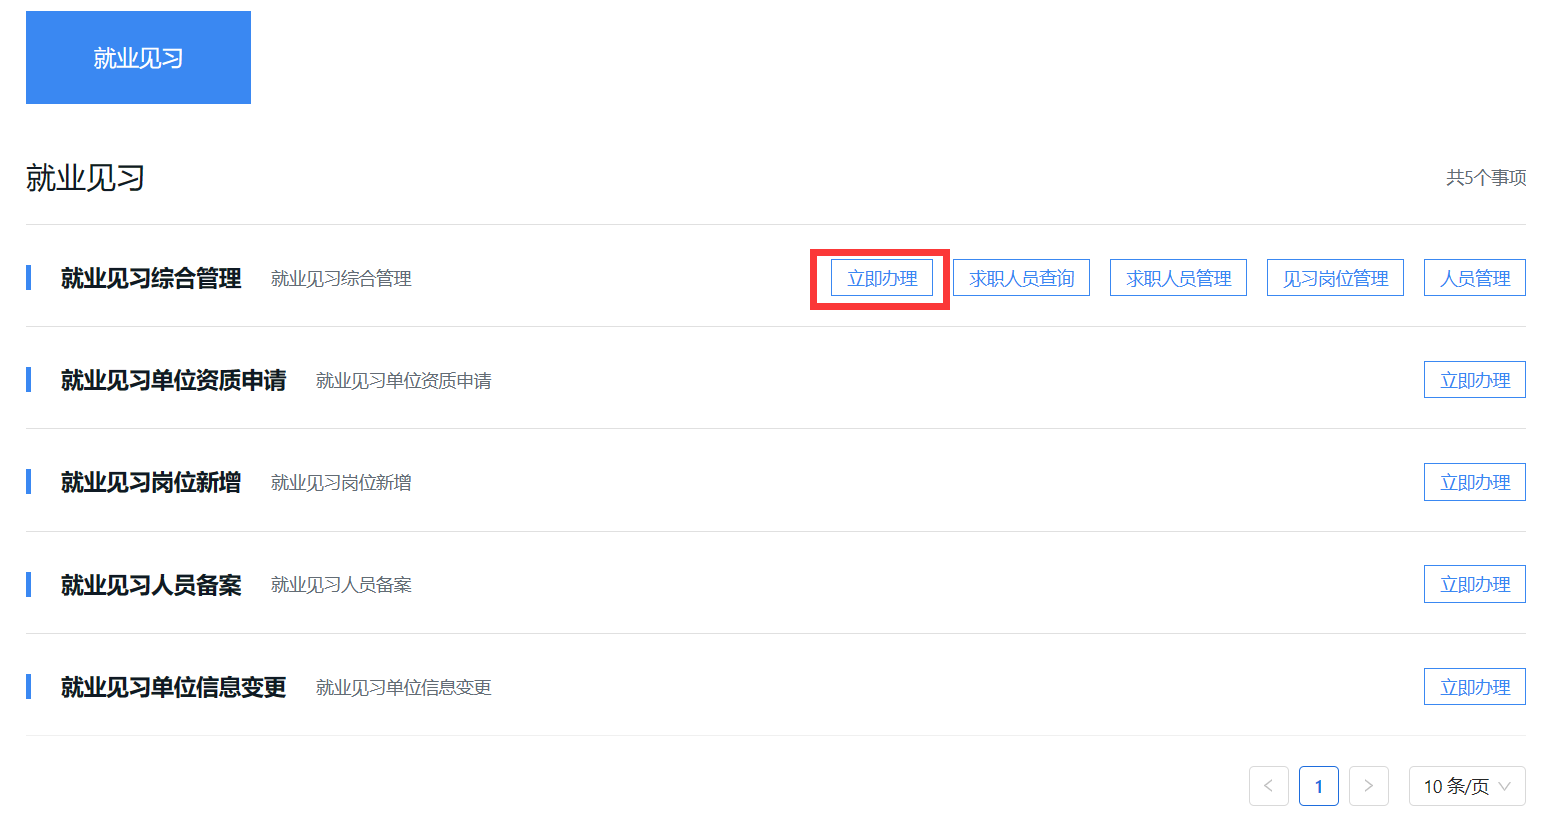 就业见习
就业见习
共5个事项
就业见习综合管理 就业见习综合管理 立即办理 求职人员查询 求职人员管理 见习岗位管理 人员管理
就业见习单位资质申请 就业见习单位资质申请 立即办理
就业见习岗位新增 就业见习岗位新增 立即办理
就业见习人员备案 就业见习人员备案 立即办理
就业见习单位信息变更 就业见习单位信息变更 立即办理
1 10 条/页